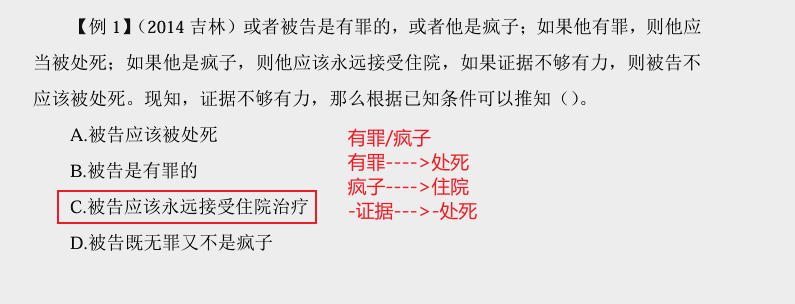 【例 1】（2014 吉林）或者被告是有罪的，或者他是疯子；如果他有罪，则他应
当被处死；如果他是疯子，则他应该永远接受住院，如果证据不够有力，则被告不
应该被处死。现知，证据不够有力，那么根据已知条件可以推知（）。
A.被告应该被处死
B.被告是有罪的
C.被告应该永远接受住院治疗
D.被告既无罪又不是疯子
有罪/疯子
有罪---->处死
疯子---->住院
-证据--->-处死